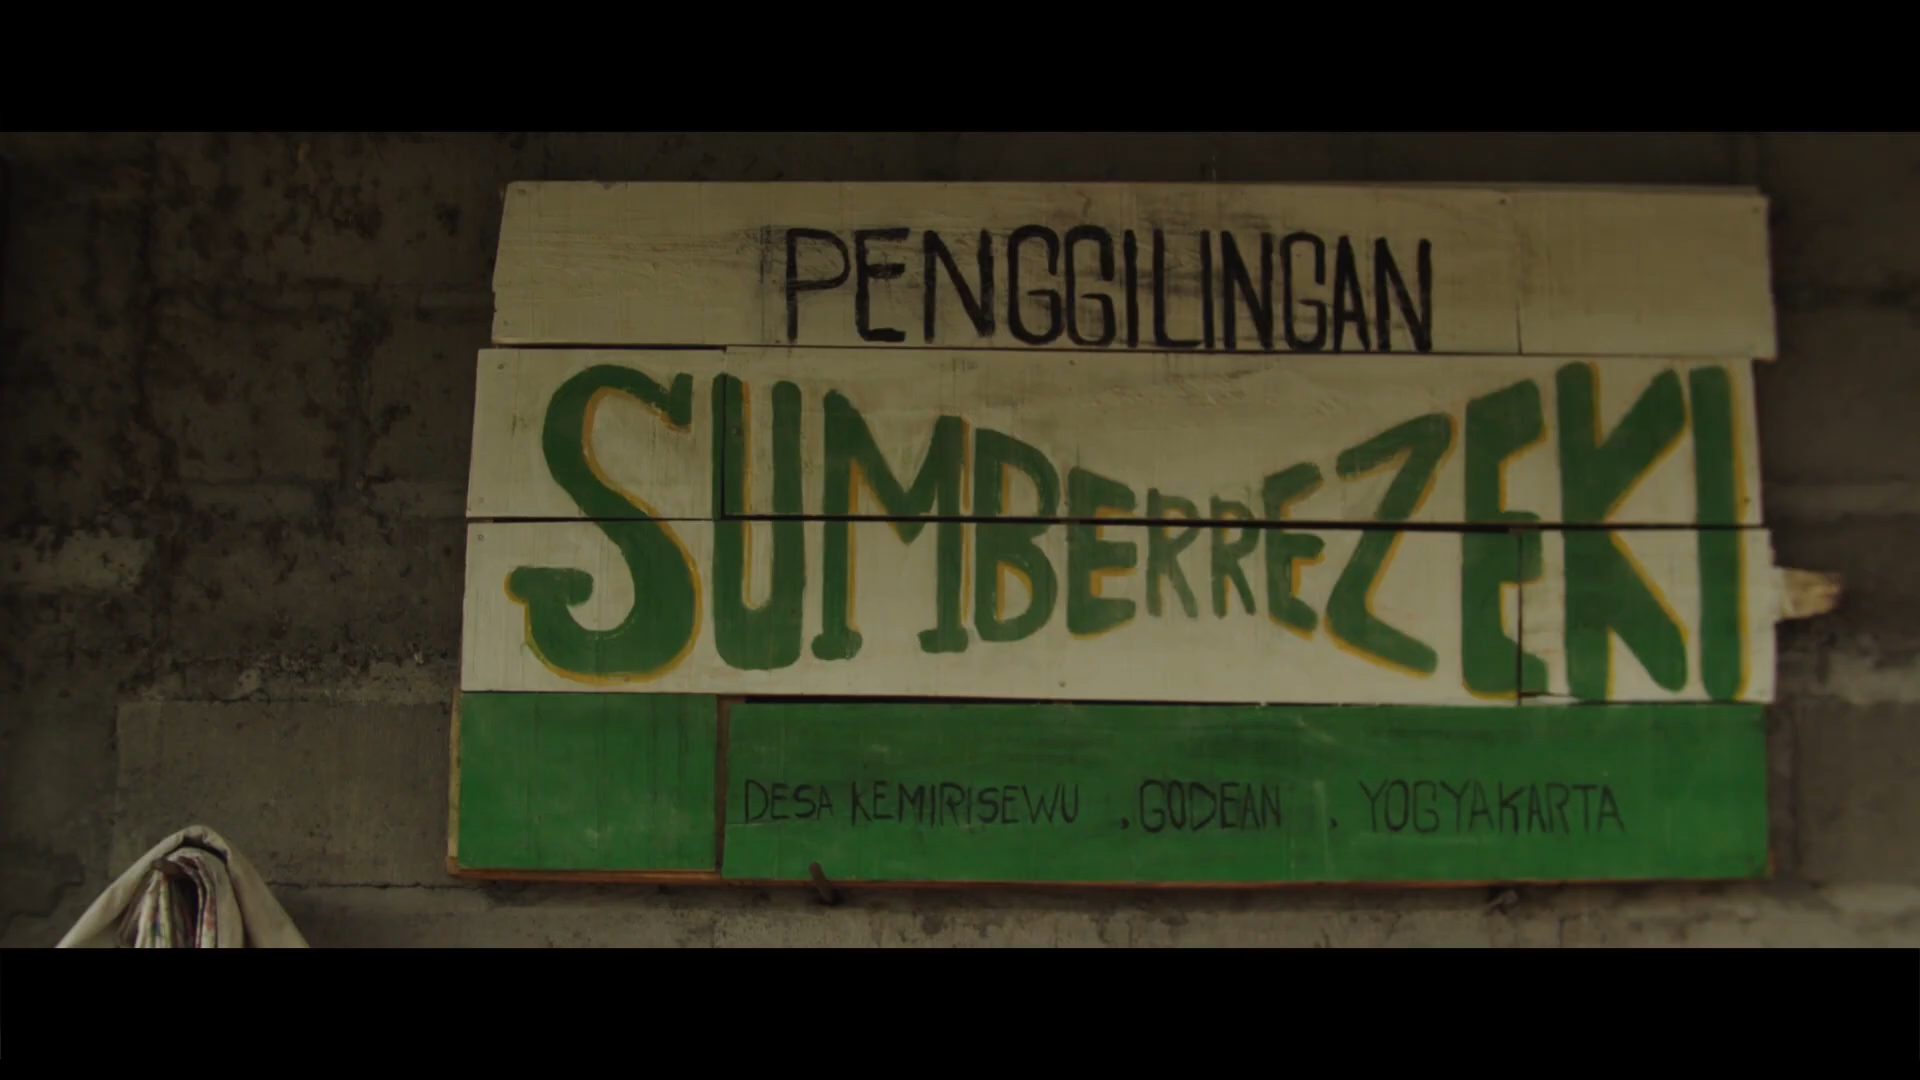 PENGGILINGAN
SUMBERREZEKI
DESA KEMIRISEWU , GODEAN , YOGYAKARTA